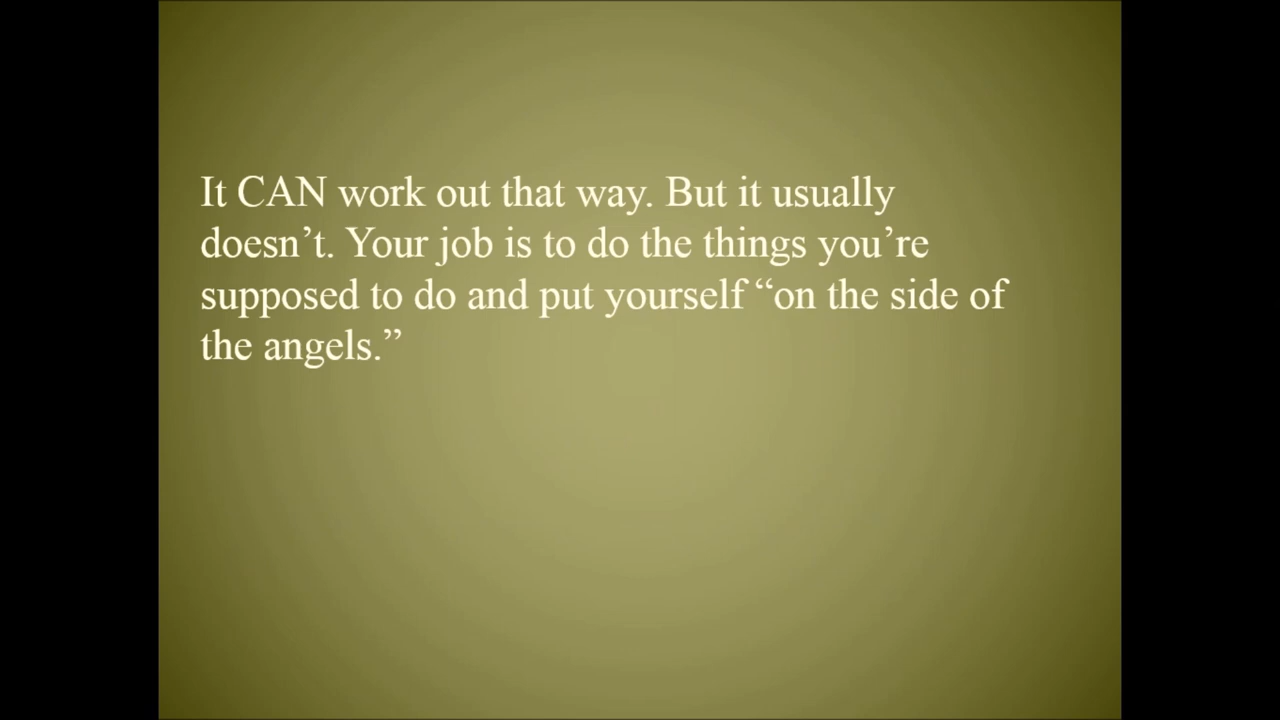 It CAN work out that way. But it usually
doesn’t. Your job is to do the things you’re
supposed to do and put yourself “on the side of
the angels.”